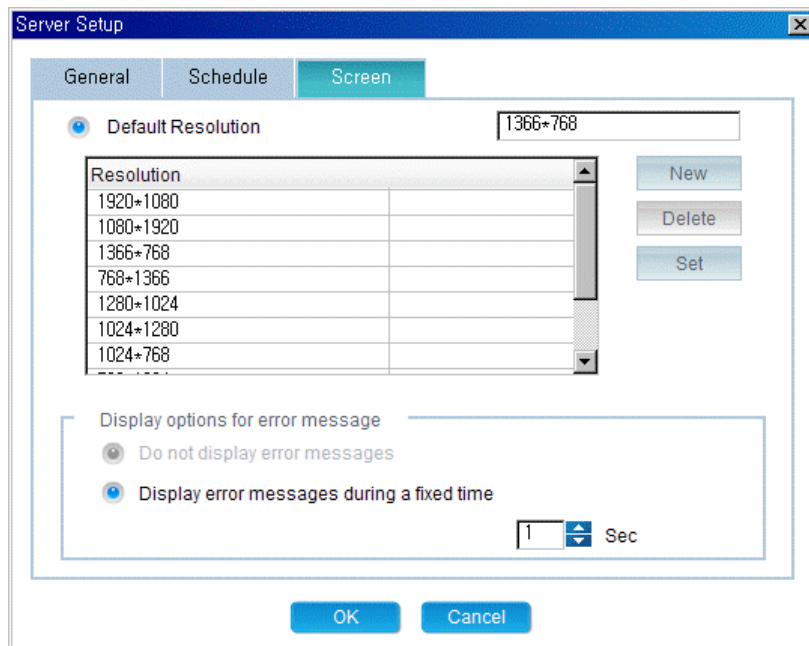 Server Setup
General Schedule Screen
Default Resolution 1366*768
Resolution
New
1920*1080
1080*1920
Delete
1366*768
Set
768*1366
1280*1024
1024*1280
1024*768
Display options for error message
Do not display error messages
Display error messages during a fixed time
1 Sec
OK Cancel